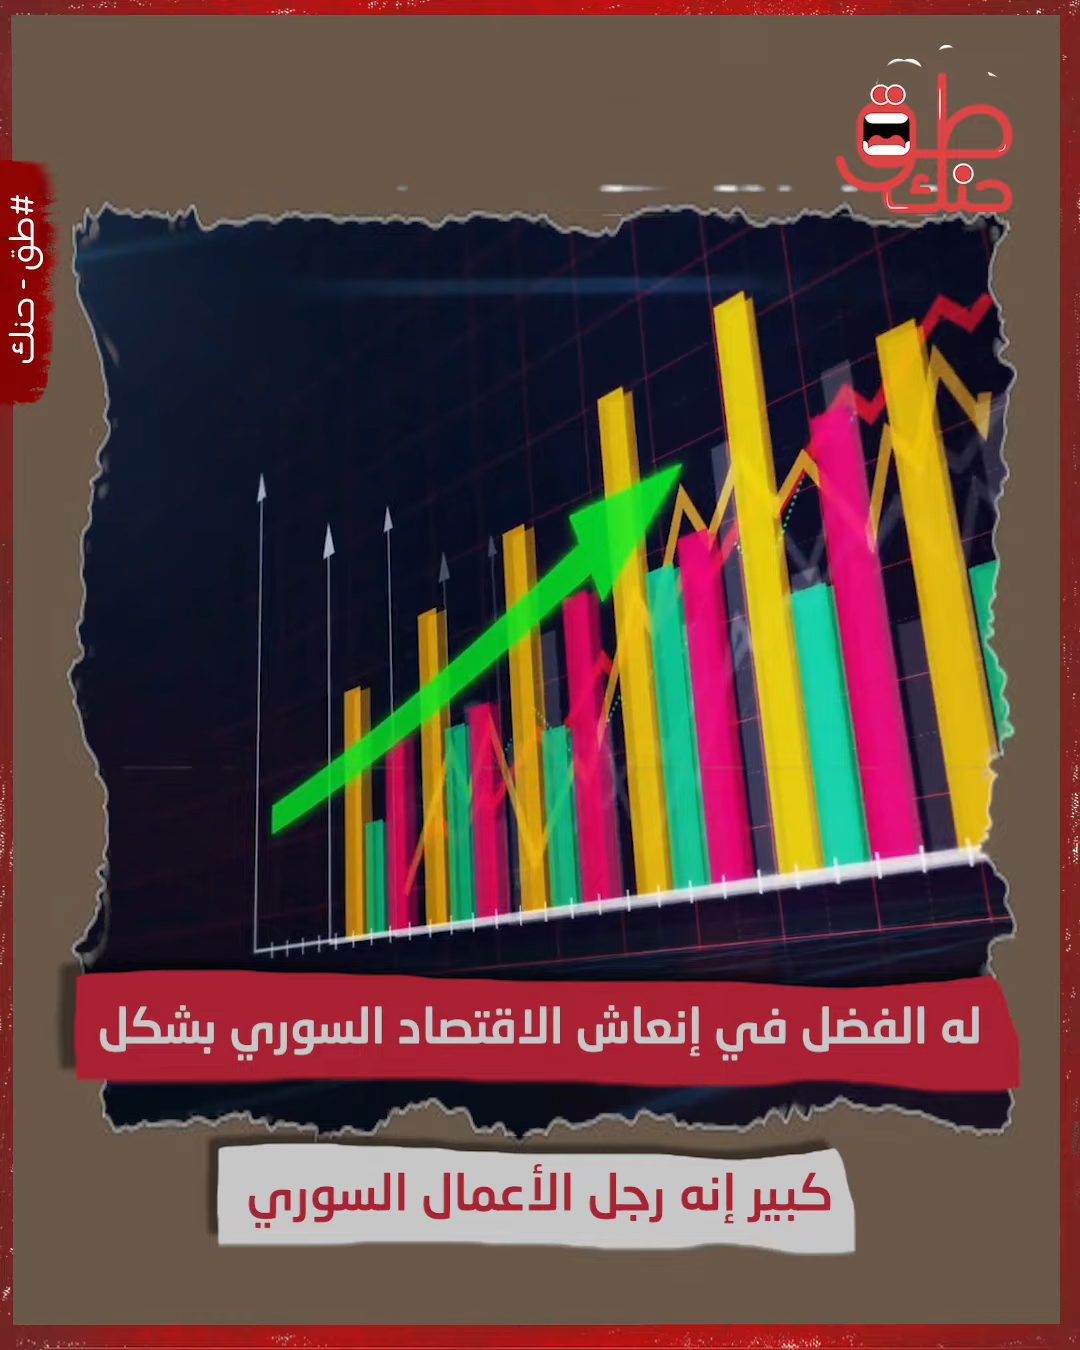 طق
حنك
#طق - حنك
له الفضل في إنعاش الاقتصاد السوري بشكل
كبير إنه رجل الأعمال السوري